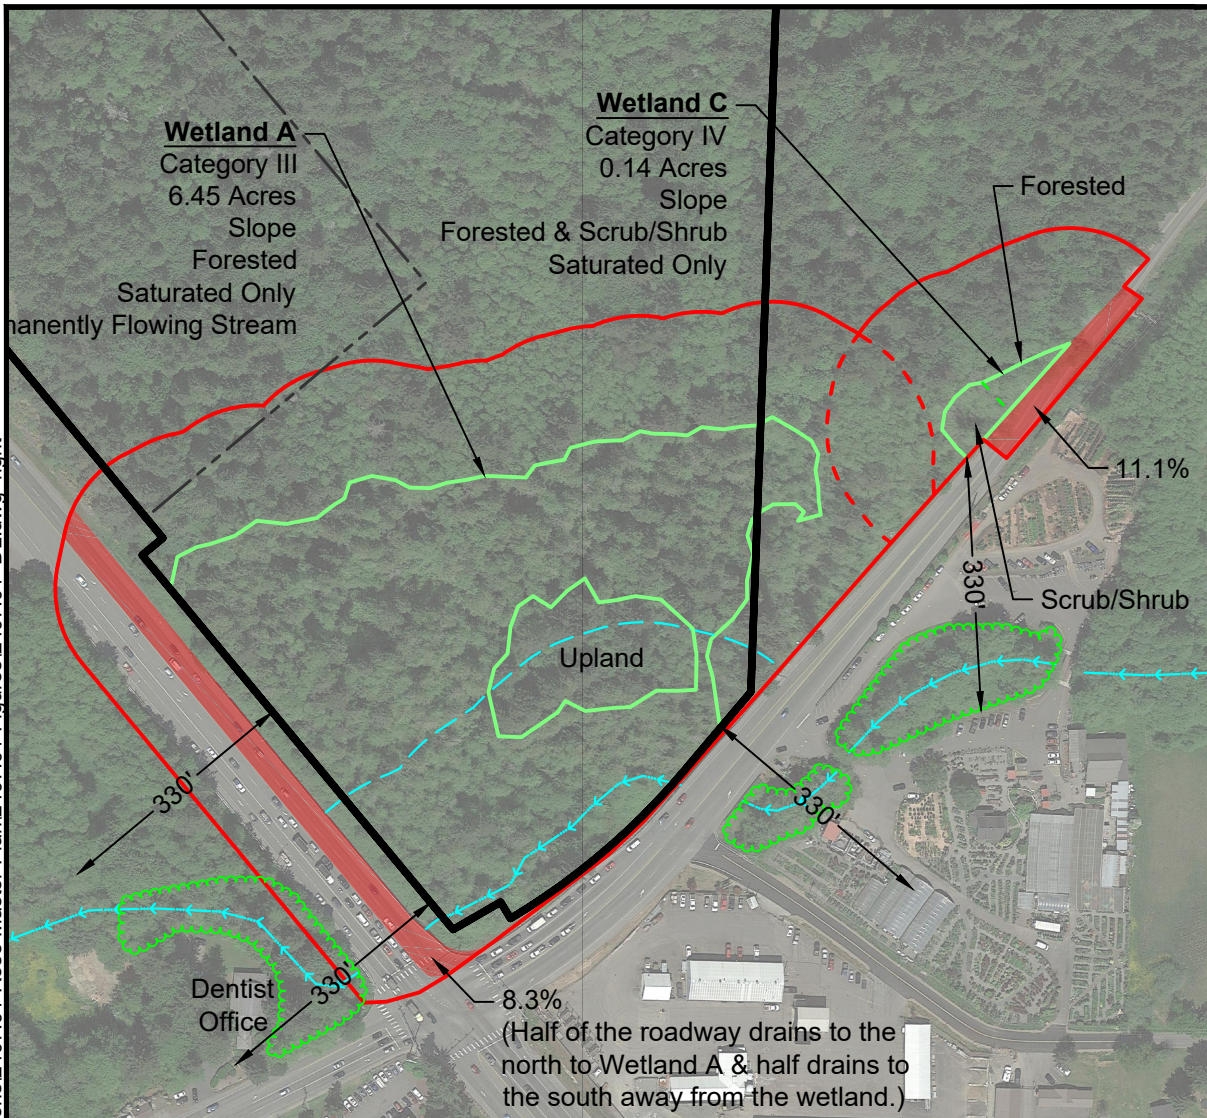 Wetland A
Category III
6.45 Acres
Slope
Forested
Saturated Only
Flowing Stream
Wetland C
Category IV
0.14 Acres
Slope
Forested & Scrub/Shrub
Saturated Only
Forested
11.1%
330'
Scrub/Shrub
Upland
330'
330'
330'
Dentist
Office
8.3%
(Half of the roadway drains to the
north to Wetland A & half drains to
the south away from the wetland.)